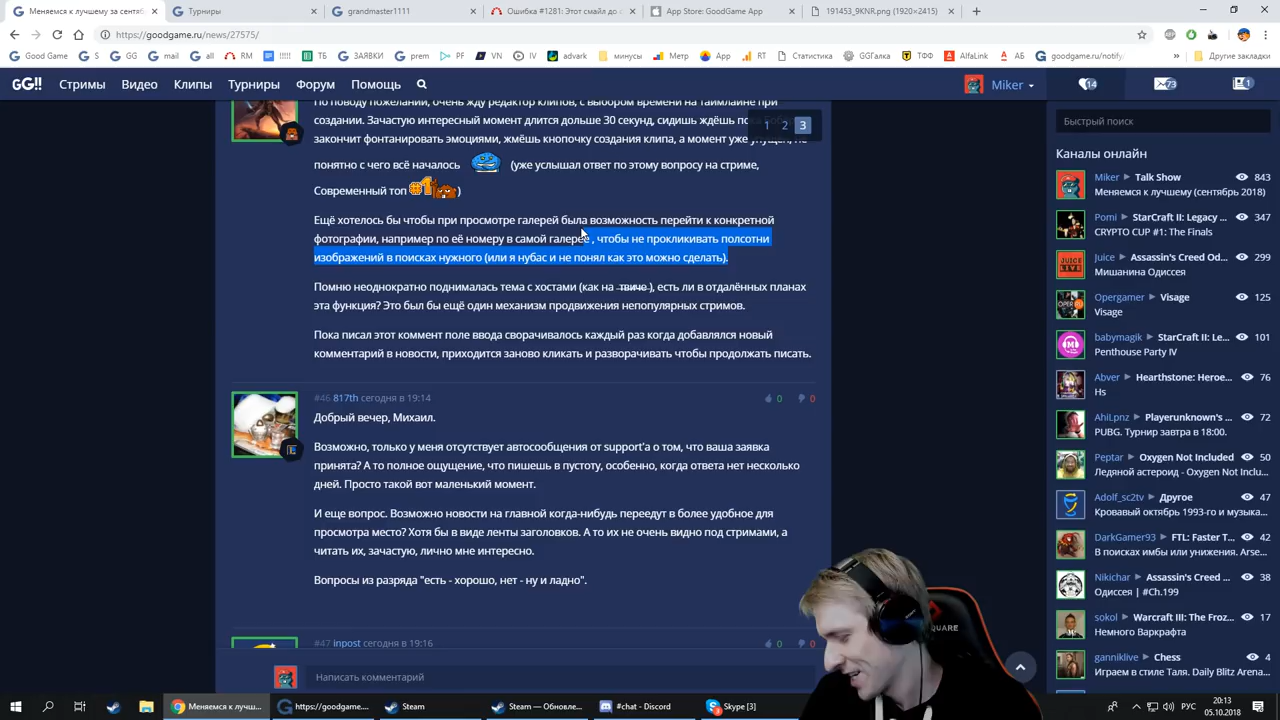 Меняемся к лучшему за сент
Турниры
grandmaster1111
Ошибка #1281: Этот смайл до
App Store: GoodGame App
191453_9KNR.png (1920×2415)
https://goodgame.ru/news/27575/
Good Game
S
GG
mail
all
RM
!!!!!
ТБ
ЗАЯВКИ
prem
PF
VN
IV
advark
минусы
Метр
App
RT
Статистика
GGГалка
ТФФ
AlfaLink
АБ
goodgame.ru/notify
Другие закладки
GG!!
Стримы
Видео
Клипы
Турниры
Форум
Помощь
Miker
14
73
1
По поводу пожеланий, очень жду редактор клипов, с выбором времени на таймлайне при
создании. Зачастую интересный момент длится дольше 30 секунд, сидишь ждёшь пока
закончит фонтанировать эмоциями, жмёшь кнопочку создания клипа, а момент уже упущен, не
понятно с чего всё началось (уже услышал ответ по этому вопросу на стриме,
Современный топ #1 )
1 2 3
Ещё хотелось бы чтобы при просмотре галерей была возможность перейти к конкретной
фотографии, например по её номеру в самой галерее , чтобы не прокликивать полсотни
изображений в поисках нужного (или я нубас и не понял как это можно сделать).
Помню неоднократно поднималась тема с хостами (как на твиче ), есть ли в отдалённых планах
эта функция? Это был бы ещё один механизм продвижения непопулярных стримов.
Пока писал этот коммент поле ввода сворачивалось каждый раз когда добавлялся новый
комментарий в новости, приходится заново кликать и разворачивать чтобы продолжать писать.
#46 817th сегодня в 19:14
0 0
Добрый вечер, Михаил.
Возможно, только у меня отсутствует автосообщения от support'a о том, что ваша заявка
принята? А то полное ощущение, что пишешь в пустоту, особенно, когда ответа нет несколько
дней. Просто такой вот маленький момент.
И еще вопрос. Возможно новости на главной когда-нибудь переедут в более удобное для
просмотра место? Хотя бы в виде ленты заголовков. А то их не очень видно под стримами, а
читать их, зачастую, лично мне интересно.
Вопросы из разряда "есть - хорошо, нет - ну и ладно".
#47 inpost сегодня в 19:16
0 0
Написать комментарий
Быстрый поиск
Каналы онлайн
Miker Talk Show 843
Меняемся к лучшему (сентябрь 2018)
Pomi StarCraft II: Legacy ... 347
CRYPTO CUP #1: The Finals
Juice Assassin's Creed Od... 299
Мишанина Одиссея
Opergamer Visage 125
Visage
babymagik StarCraft II: Le... 101
Penthouse Party IV
Abver Hearthstone: Heroe... 76
Hs
AhiLpnz Playerunknown's ... 72
PUBG. Турнир завтра в 18:00.
Peptar Oxygen Not Included 50
Ледяной астероид - Oxygen Not Inclu...
Adolf_sc2tv Другое 47
Кровавый октябрь 1993-го и музыка...
DarkGamer93 FTL: Faster T... 42
В поисках имбы или унижения. Arse...
Nikichar Assassin's Creed ... 38
Одиссея | #Ch.199
sokol Warcraft III: The Froz... 17
Немного Варкрафта
ganniklive Chess 4
Играем в стиле Таля. Daily Blitz Arena...
SQUARE
Меняемся к лучш...
https://goodgame....
Steam
Steam — Обновле...
#chat - Discord
Skype [3]
РУС
20:13
05.10.2018